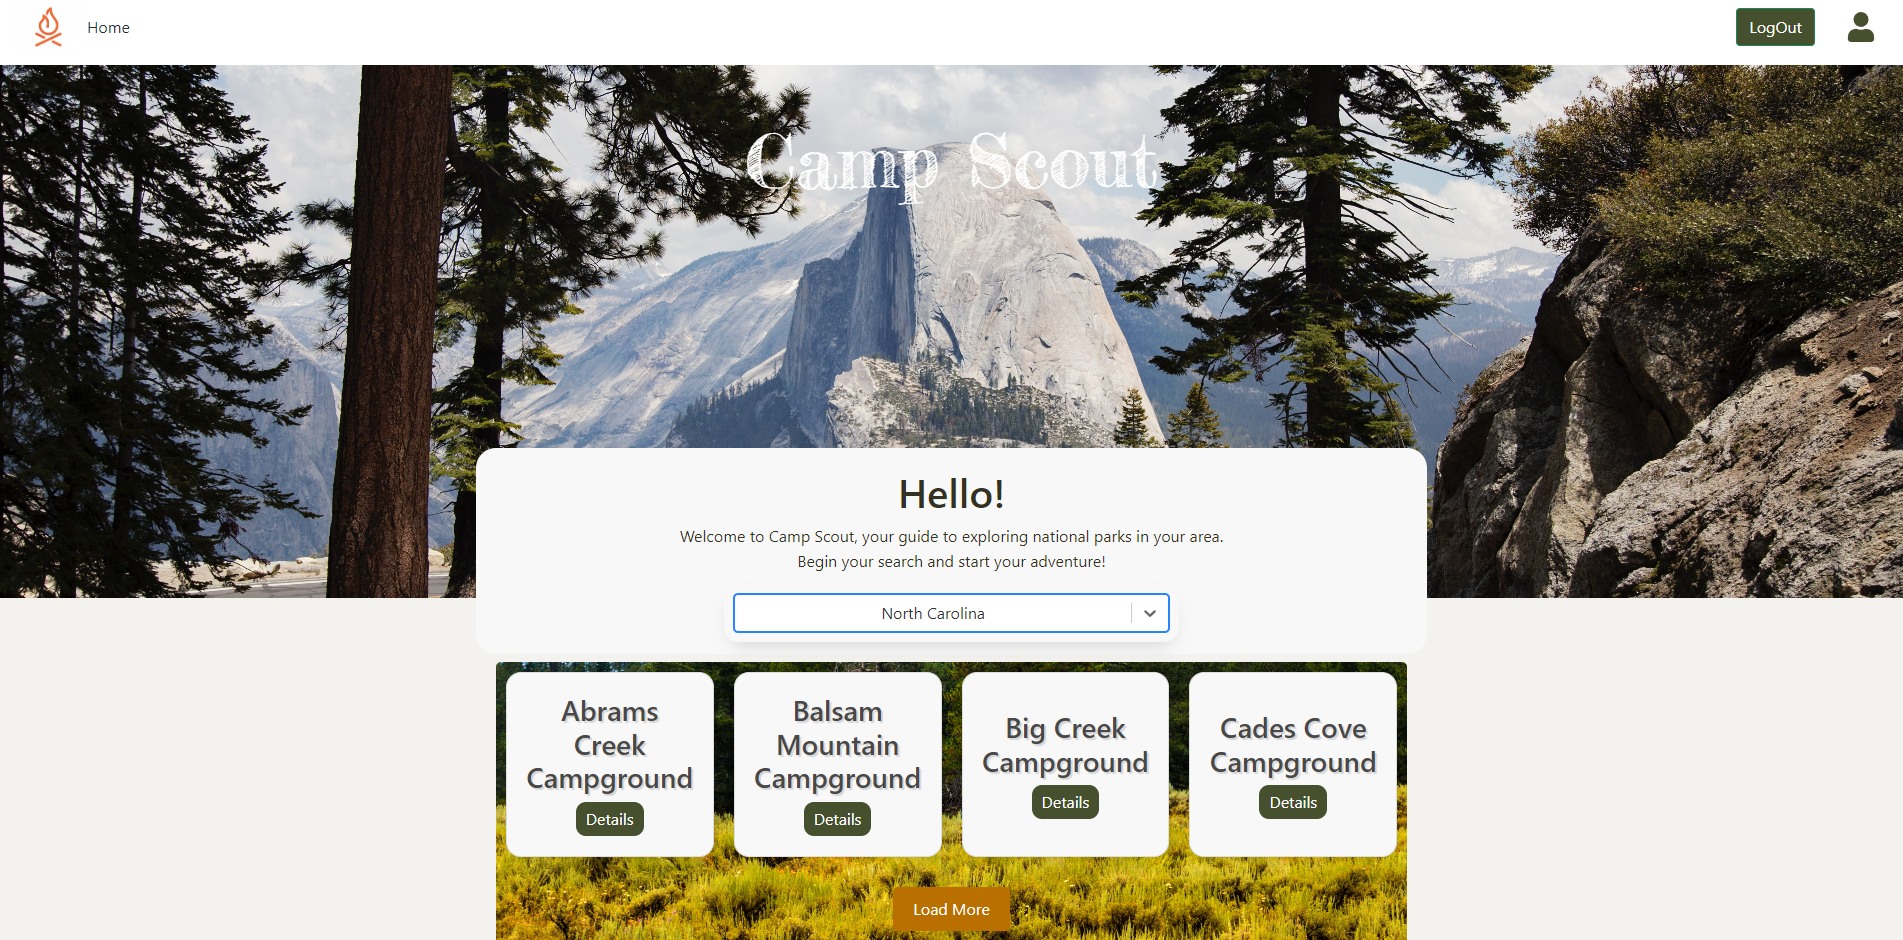 Home
LogOut
Camp Scout
Hello!
Welcome to Camp Scout, your guide to exploring national parks in your area.
Begin your search and start your adventure!
North Carolina
Abrams
Creek
Campground
Details
Balsam
Mountain
Campground
Details
Big Creek
Campground
Details
Cades Cove
Campground
Details
Load More